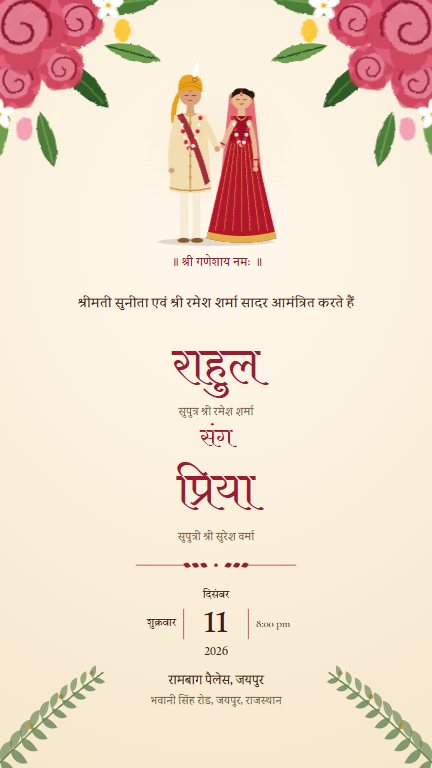 ॥ श्री गणेशाय नमः ॥
श्रीमती सुनीता एवं श्री रमेश शर्मा सादर आमंत्रित करते हैं
राहुल
सुपुत्र श्री रमेश शर्मा
संग
प्रिया
सुपुत्री श्री सुरेश वर्मा
दिसंबर
शुक्रवार 11 8:00 pm
2026
रामबाग पैलेस, जयपुर
भवानी सिंह रोड, जयपुर, राजस्थान